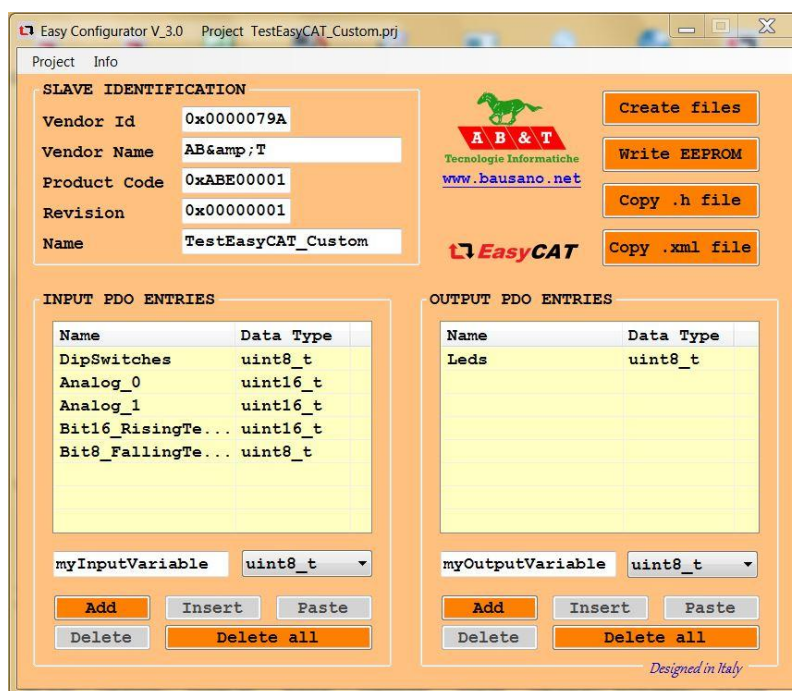 Easy Configurator V_3.0 Project TestEasyCAT_Custom.prj
Project Info
SLAVE IDENTIFICATION
Vendor Id 0x0000079A
Vendor Name AB&amp;T
Product Code 0xABE00001
Revision 0x00000001
Name TestEasyCAT_Custom
AB&T
Tecnologie Informatiche
www.bausano.net
EasyCAT
Create files
Write EEPROM
Copy .h file
Copy .xml file
INPUT PDO ENTRIES
Name Data Type
DipSwitches uint8_t
Analog_0 uint16_t
Analog_1 uint16_t
Bit16_RisingTe... uint16_t
Bit8_FallingTe... uint8_t
myInputVariable uint8_t
Add Insert Paste
Delete Delete all
OUTPUT PDO ENTRIES
Name Data Type
Leds uint8_t
myOutputVariable uint8_t
Add Insert Paste
Delete Delete all
Designed in Italy